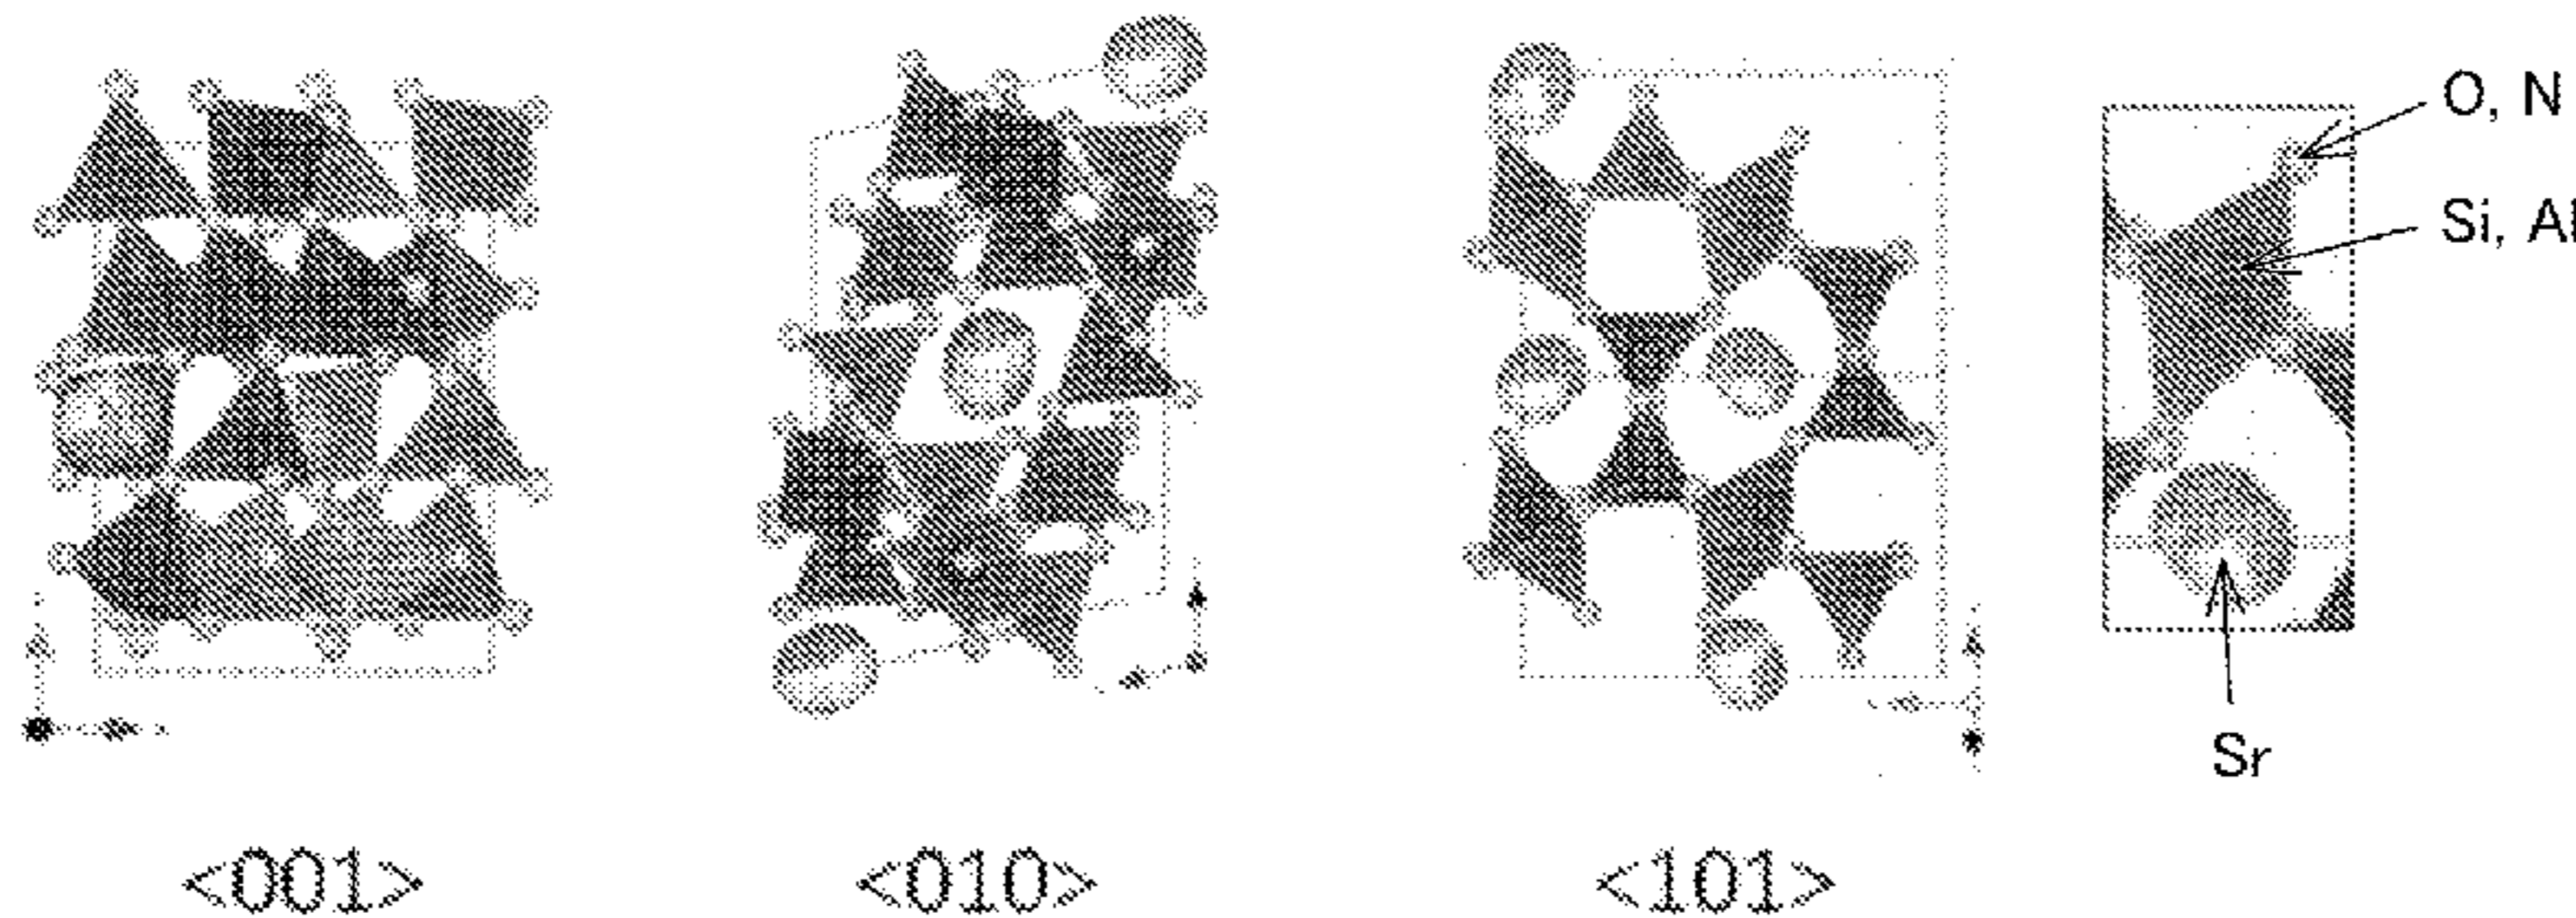 O, N
Si, Al
Sr
<001>
<010>
<101>